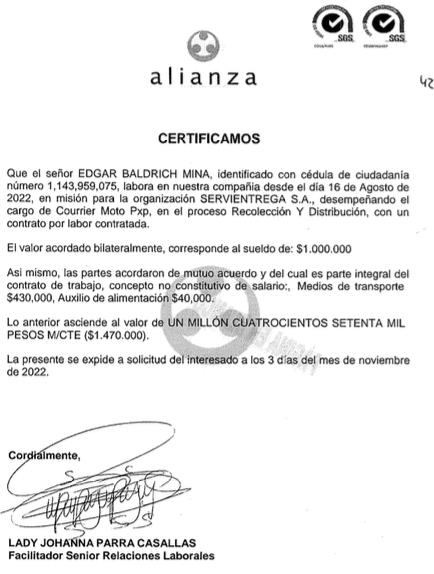 SGS
SGS
alianza
42
CERTIFICAMOS
Que el señor EDGAR BALDRICH MINA, identificado con cédula de ciudadanía
número 1,143,959,075, labora en nuestra compañia desde el día 16 de Agosto de
2022, en misión para la organización SERVIENTREGA S.A., desempeñando el
cargo de Courrier Moto Pxp, en el proceso Recolección Y Distribución, con un
contrato por labor contratada.
El valor acordado bilateralmente, corresponde al sueldo de: $1.000.000
Asi mismo, las partes acordaron de mutuo acuerdo y del cual es parte integral del
contrato de trabajo, concepto no constitutivo de salario:, Medios de transporte
$430,000, Auxilio de alimentación $40,000.
Lo anterior asciende al valor de UN MILLÓN CUATROCIENTOS SETENTA MIL
PESOS M/CTE ($1.470.000).
La presente se expide a solicitud del interesado a los 3 días del mes de noviembre
de 2022.
Cordialmente,
LADY JOHANNA PARRA CASALLAS
Facilitador Senior Relaciones Laborales